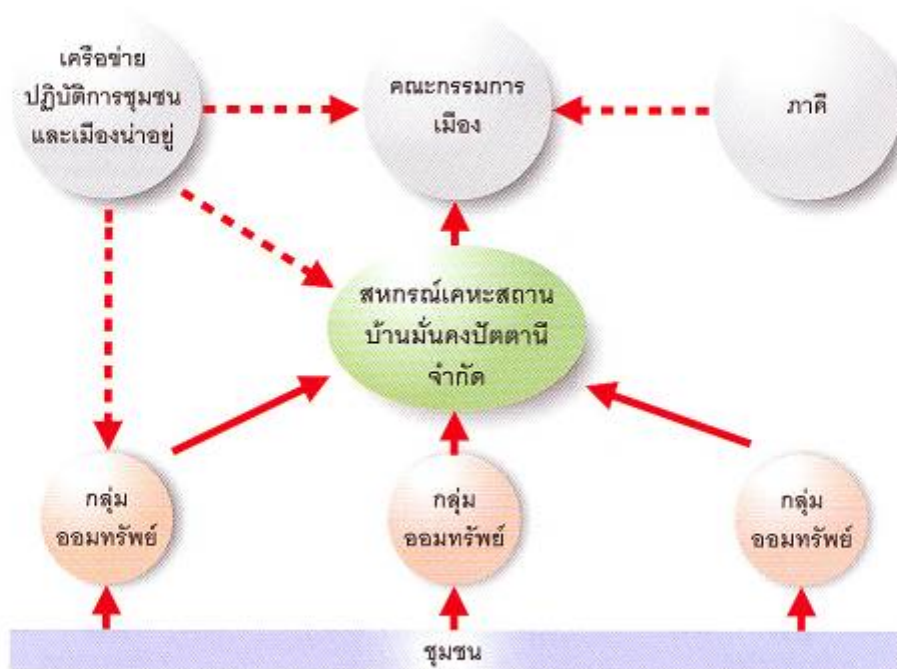 เครือข่าย
ปฏิบัติการชุมชน
และเมืองน่าอยู่
คณะกรรมการ
เมือง
ภาคี
สหกรณ์เคหะสถาน
บ้านมั่นคงปัตตานี
จำกัด
กลุ่ม
ออมทรัพย์
กลุ่ม
ออมทรัพย์
กลุ่ม
ออมทรัพย์
ชุมชน